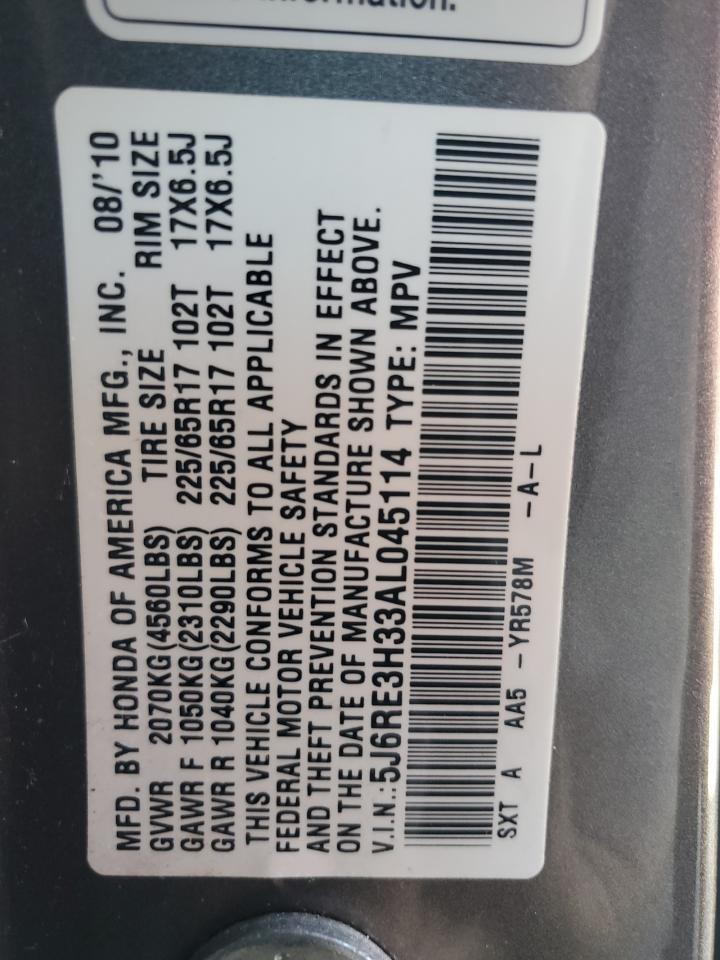 information.
MFD. BY HONDA OF AMERICA MFG., INC. 08/'10
GVWR 2070KG(4560LBS) TIRE SIZE RIM SIZE
GAWR F 1050KG(2310LBS) 225/65R17 102T 17X6.5J
GAWR R 1040KG(2290LBS) 225/65R17 102T 17X6.5J
THIS VEHICLE CONFORMS TO ALL APPLICABLE
FEDERAL MOTOR VEHICLE SAFETY
AND THEFT PREVENTION STANDARDS IN EFFECT
ON THE DATE OF MANUFACTURE SHOWN ABOVE.
V.I.N.:5J6RE3H33AL045114 TYPE: MPV
SXT A AA5 -YR578M -A-L